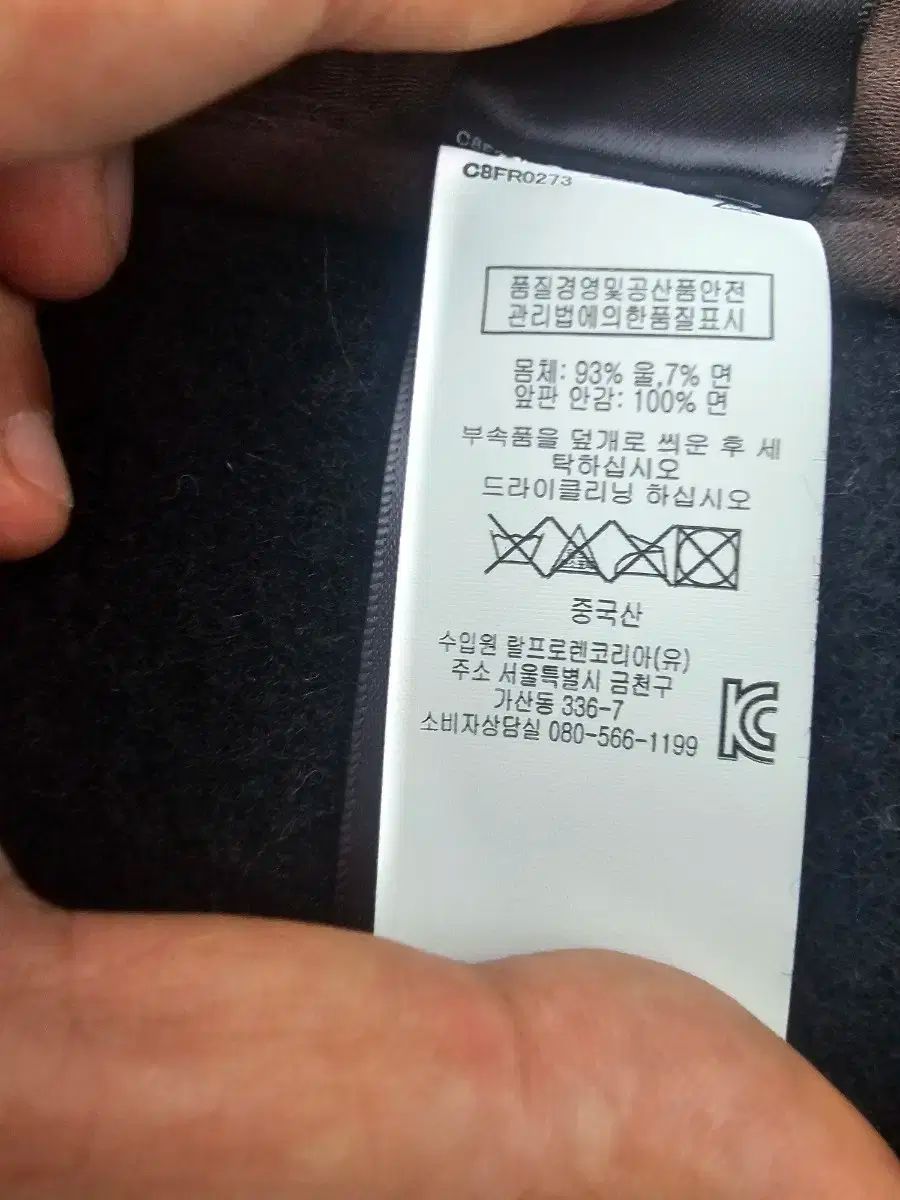 C8FR0273
품질경영및공산품안전
관리법에의한품질표시
몸체: 93% 울,7% 면
앞판 안감: 100% 면
부속품을 덮개로 씌운 후 세
탁하십시오
드라이클리닝 하십시오
중국산
수입원 랄프로렌코리아(유)
주소 서울특별시 금천구
가산동 336-7
소비자상담실 080-566-1199